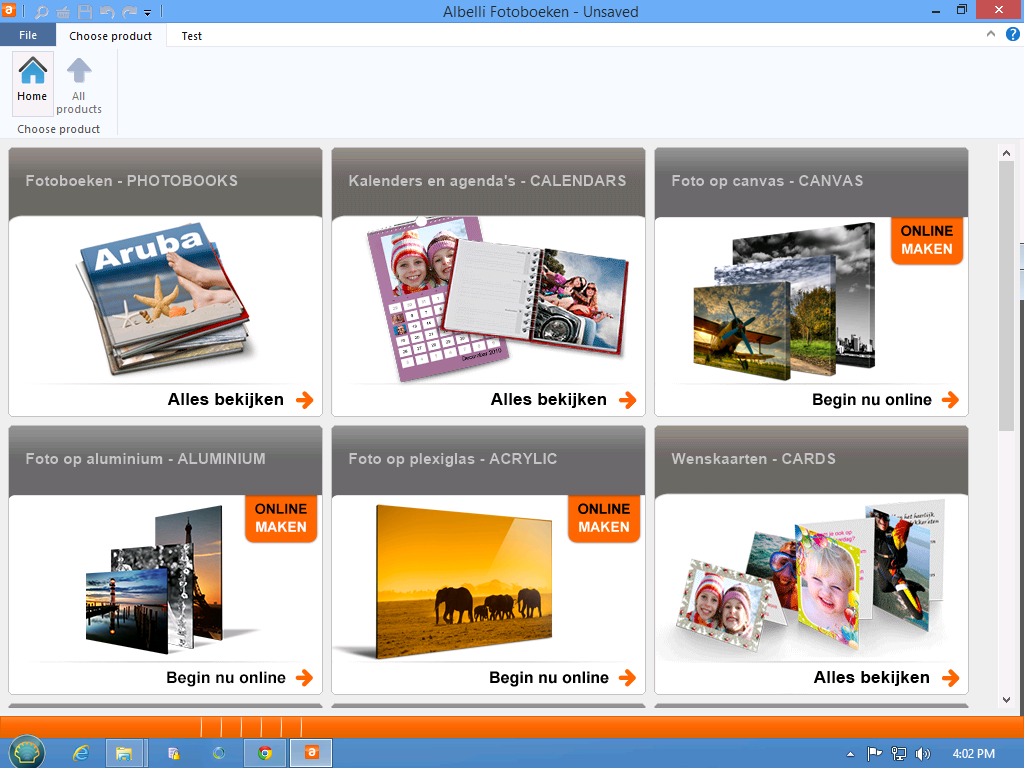 Albelli Fotoboeken - Unsaved
File
Choose product
Test
Home
All
products
Choose product
Fotoboeken - PHOTOBOOKS
Kalenders en agenda's - CALENDARS
Foto op canvas - CANVAS
Aruba
December 2010
ONLINE
MAKEN
Alles bekijken
Alles bekijken
Begin nu online
Foto op aluminium - ALUMINIUM
Foto op plexiglas - ACRYLIC
Wenskaarten - CARDS
ONLINE
MAKEN
ONLINE
MAKEN
Begin nu online
Begin nu online
Alles bekijken
4:02 PM